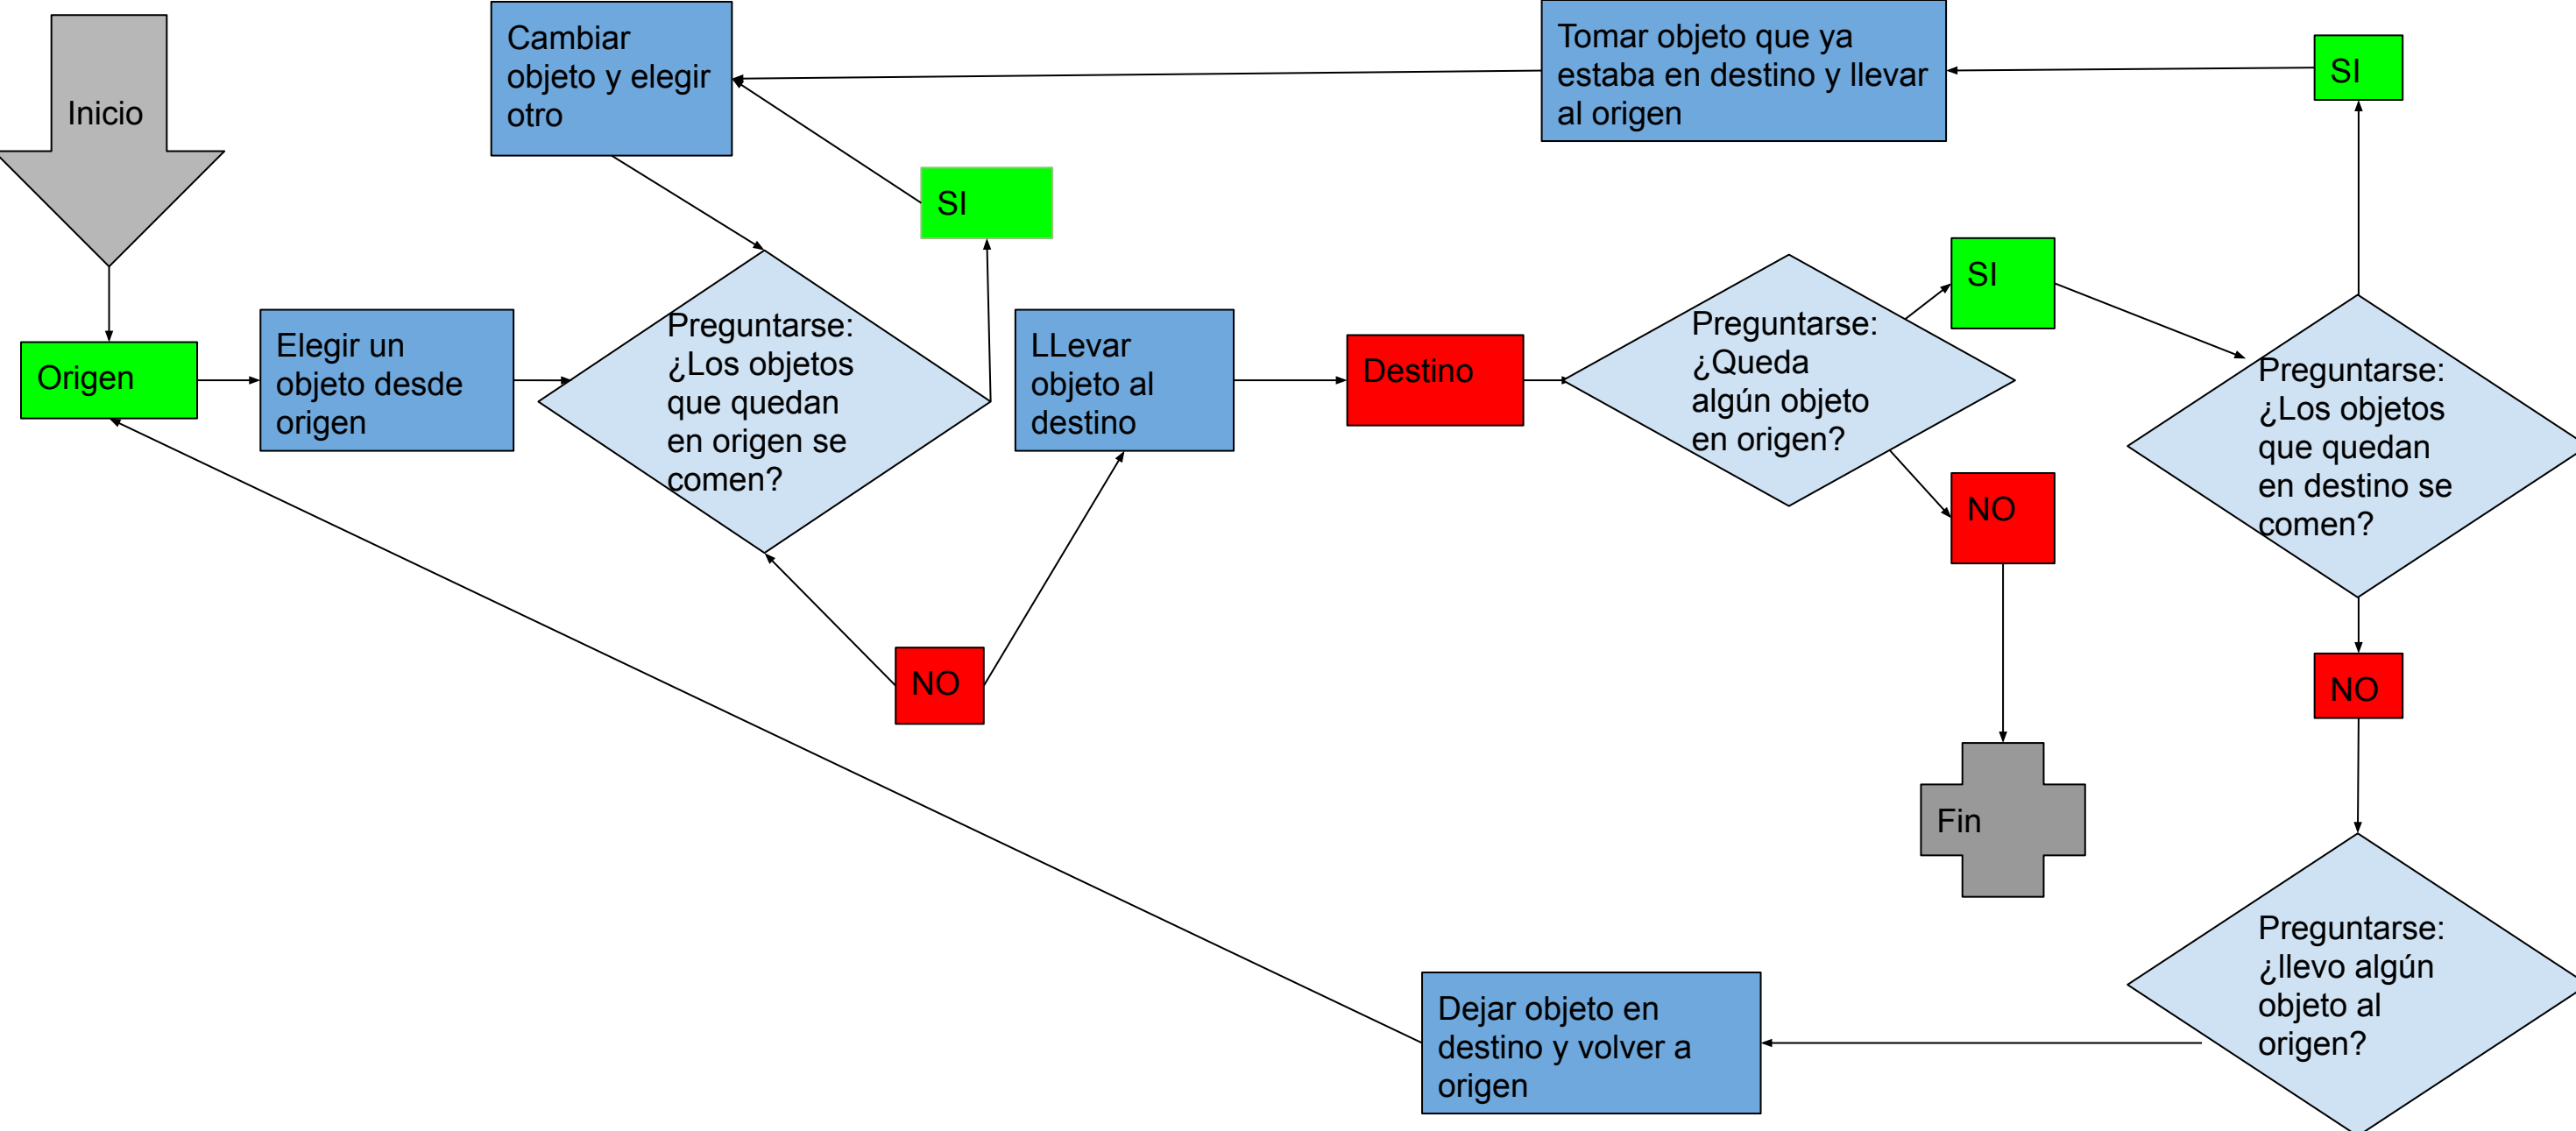 Inicio
Origen
Elegir un
objeto desde
origen
Cambiar
objeto y elegir
otro
Preguntarse:
¿Los objetos
que quedan
en origen se
comen?
SI
NO
LLevar
objeto al
destino
Destino
Preguntarse:
¿Queda
algún objeto
en origen?
SI
NO
Fin
Preguntarse:
¿Los objetos
que quedan
en destino se
comen?
SI
Tomar objeto que ya
estaba en destino y llevar
al origen
NO
Preguntarse:
¿llevo algún
objeto al
origen?
Dejar objeto en
destino y volver a
origen